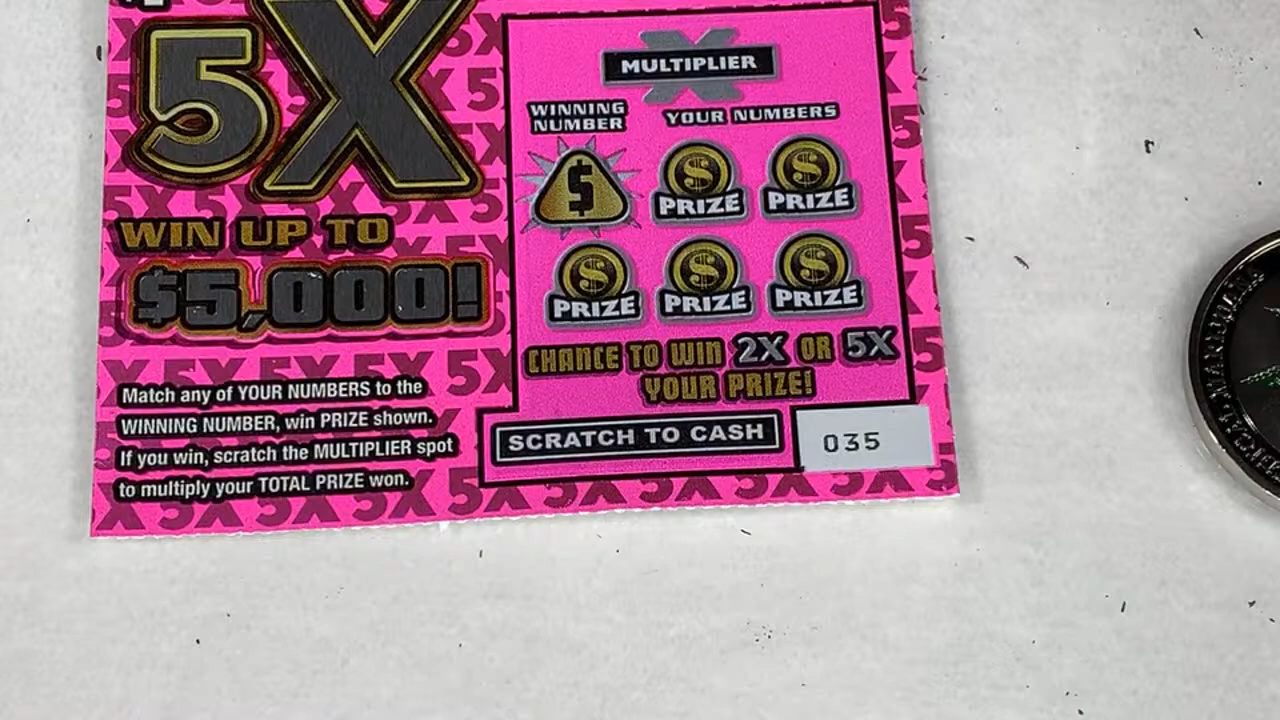 5X
WIN UP TO
$5,000!
Match any of YOUR NUMBERS to the
WINNING NUMBER, win PRIZE shown.
If you win, scratch the MULTIPLIER spot
to multiply your TOTAL PRIZE won.
X
MULTIPLIER
WINNING
NUMBER
YOUR NUMBERS
$
$
PRIZE
$
PRIZE
$
PRIZE
$
PRIZE
$
PRIZE
CHANCE TO WIN 2X OR 5X
YOUR PRIZE!
SCRATCH TO CASH
035